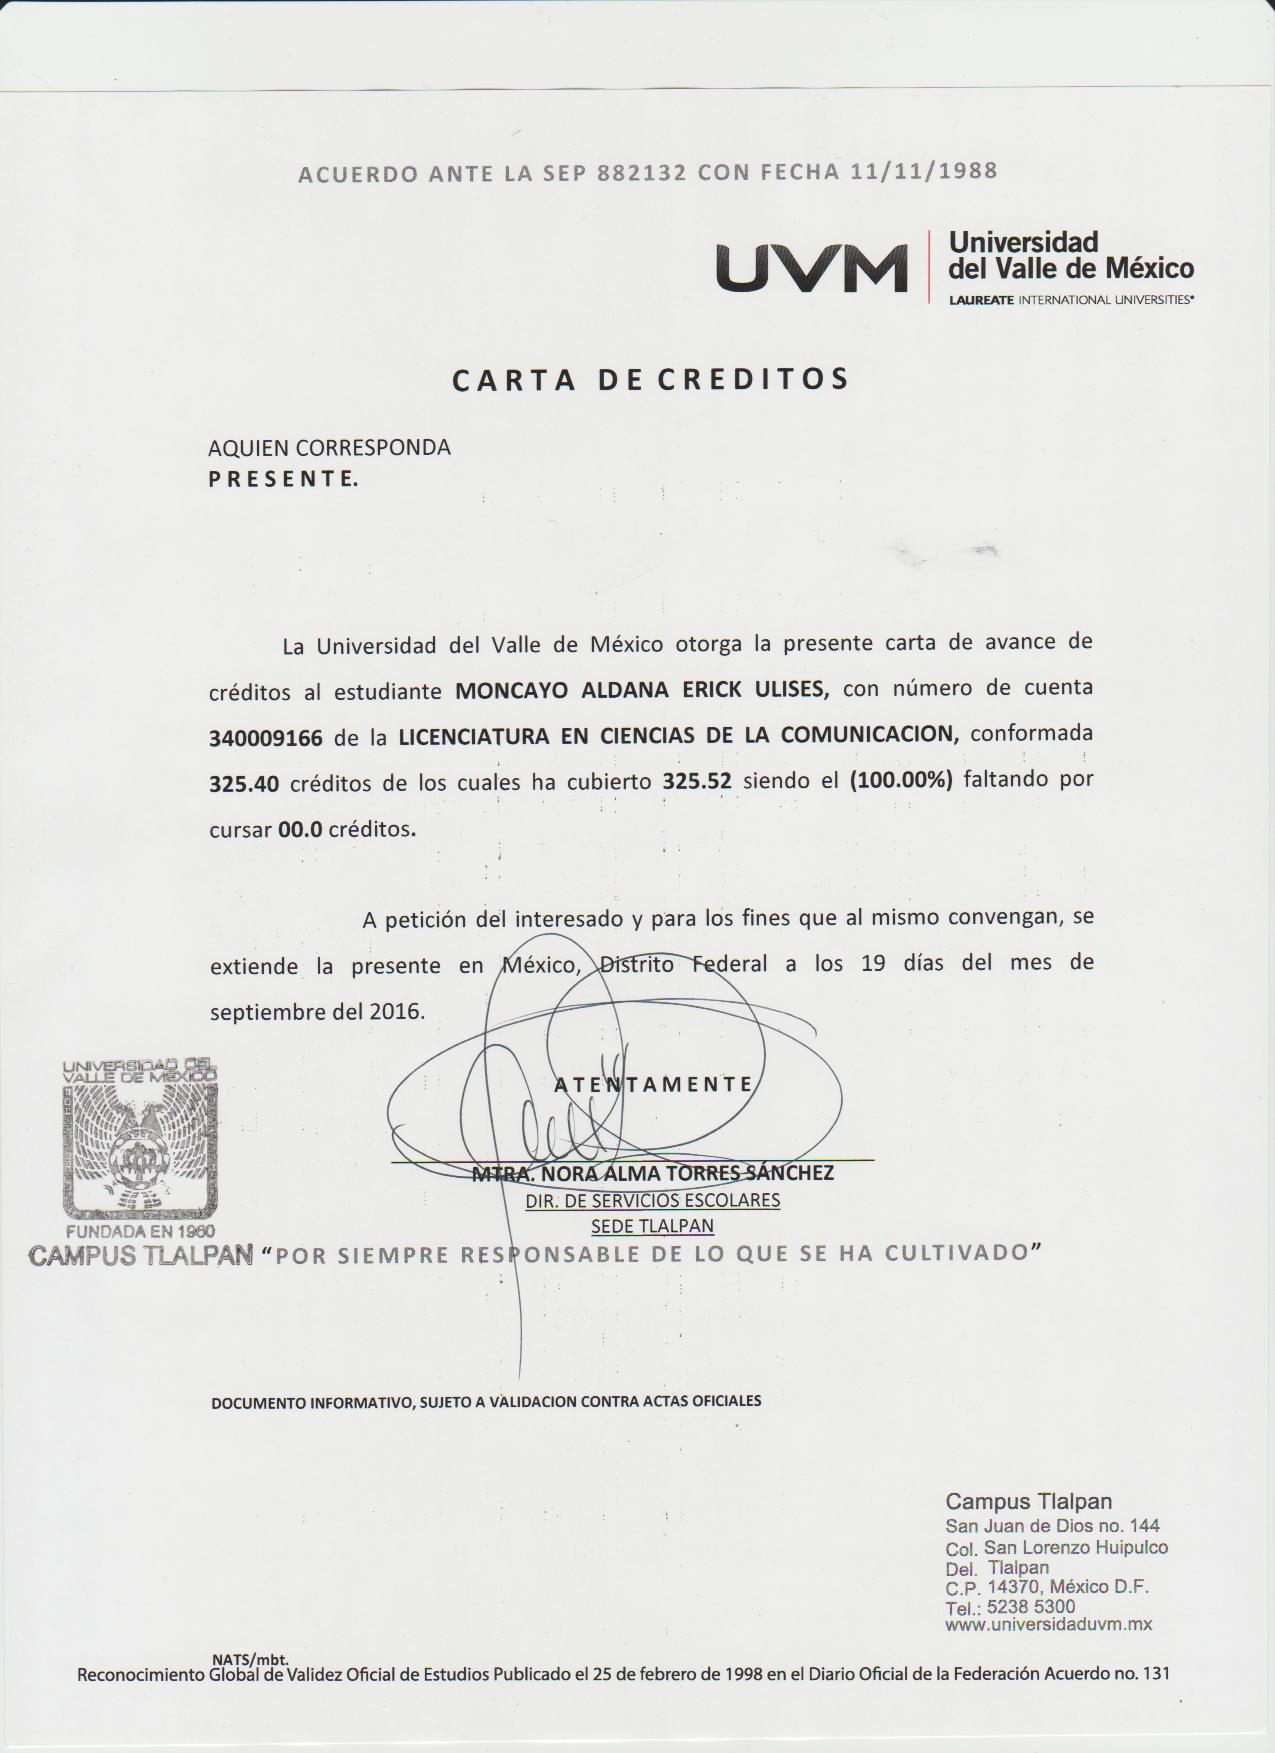 ACUERDO ANTE LA SEP 882132 CON FECHA 11/11/1988
UVM
Universidad
del Valle de México
LAUREATE INTERNATIONAL UNIVERSITIES
CARTA DE CREDITOS
AQUIEN CORRESPONDA
PRESENTE.
La Universidad del Valle de México otorga la presente carta de avance de
créditos al estudiante MONCAYO ALDANA ERICK ULISES, con número de cuenta
340009166 de la LICENCIATURA EN CIENCIAS DE LA COMUNICACION, conformada
325.40 créditos de los cuales ha cubierto 325.52 siendo el (100.00%) faltando por
cursar 00.0 créditos.
A petición del interesado y para los fines que al mismo convengan, se
extiende la presente en México, Distrito Federal a los 19 días del mes de
septiembre del 2016.
ATENTAMENTE
MTRA. NORA ALMA TORRES SÁNCHEZ
DIR. DE SERVICIOS ESCOLARES
SEDE TLALPAN
UNIVERSIDAD DEL
VALLE DE MEXICO
FUNDADA EN 1960
CAMPUS TLALPAN
“POR SIEMPRE RESPONSABLE DE LO QUE SE HA CULTIVADO”
DOCUMENTO INFORMATIVO, SUJETO A VALIDACION CONTRA ACTAS OFICIALES
Campus Tlalpan
San Juan de Dios no. 144
Col. San Lorenzo Huipulco
Del. Tlalpan
C.P. 14370, México D.F.
Tel.: 5238 5300
www.universidaduvm.mx
NATS/mbt.
Reconocimiento Global de Validez Oficial de Estudios Publicado el 25 de febrero de 1998 en el Diario Oficial de la Federación Acuerdo no. 131